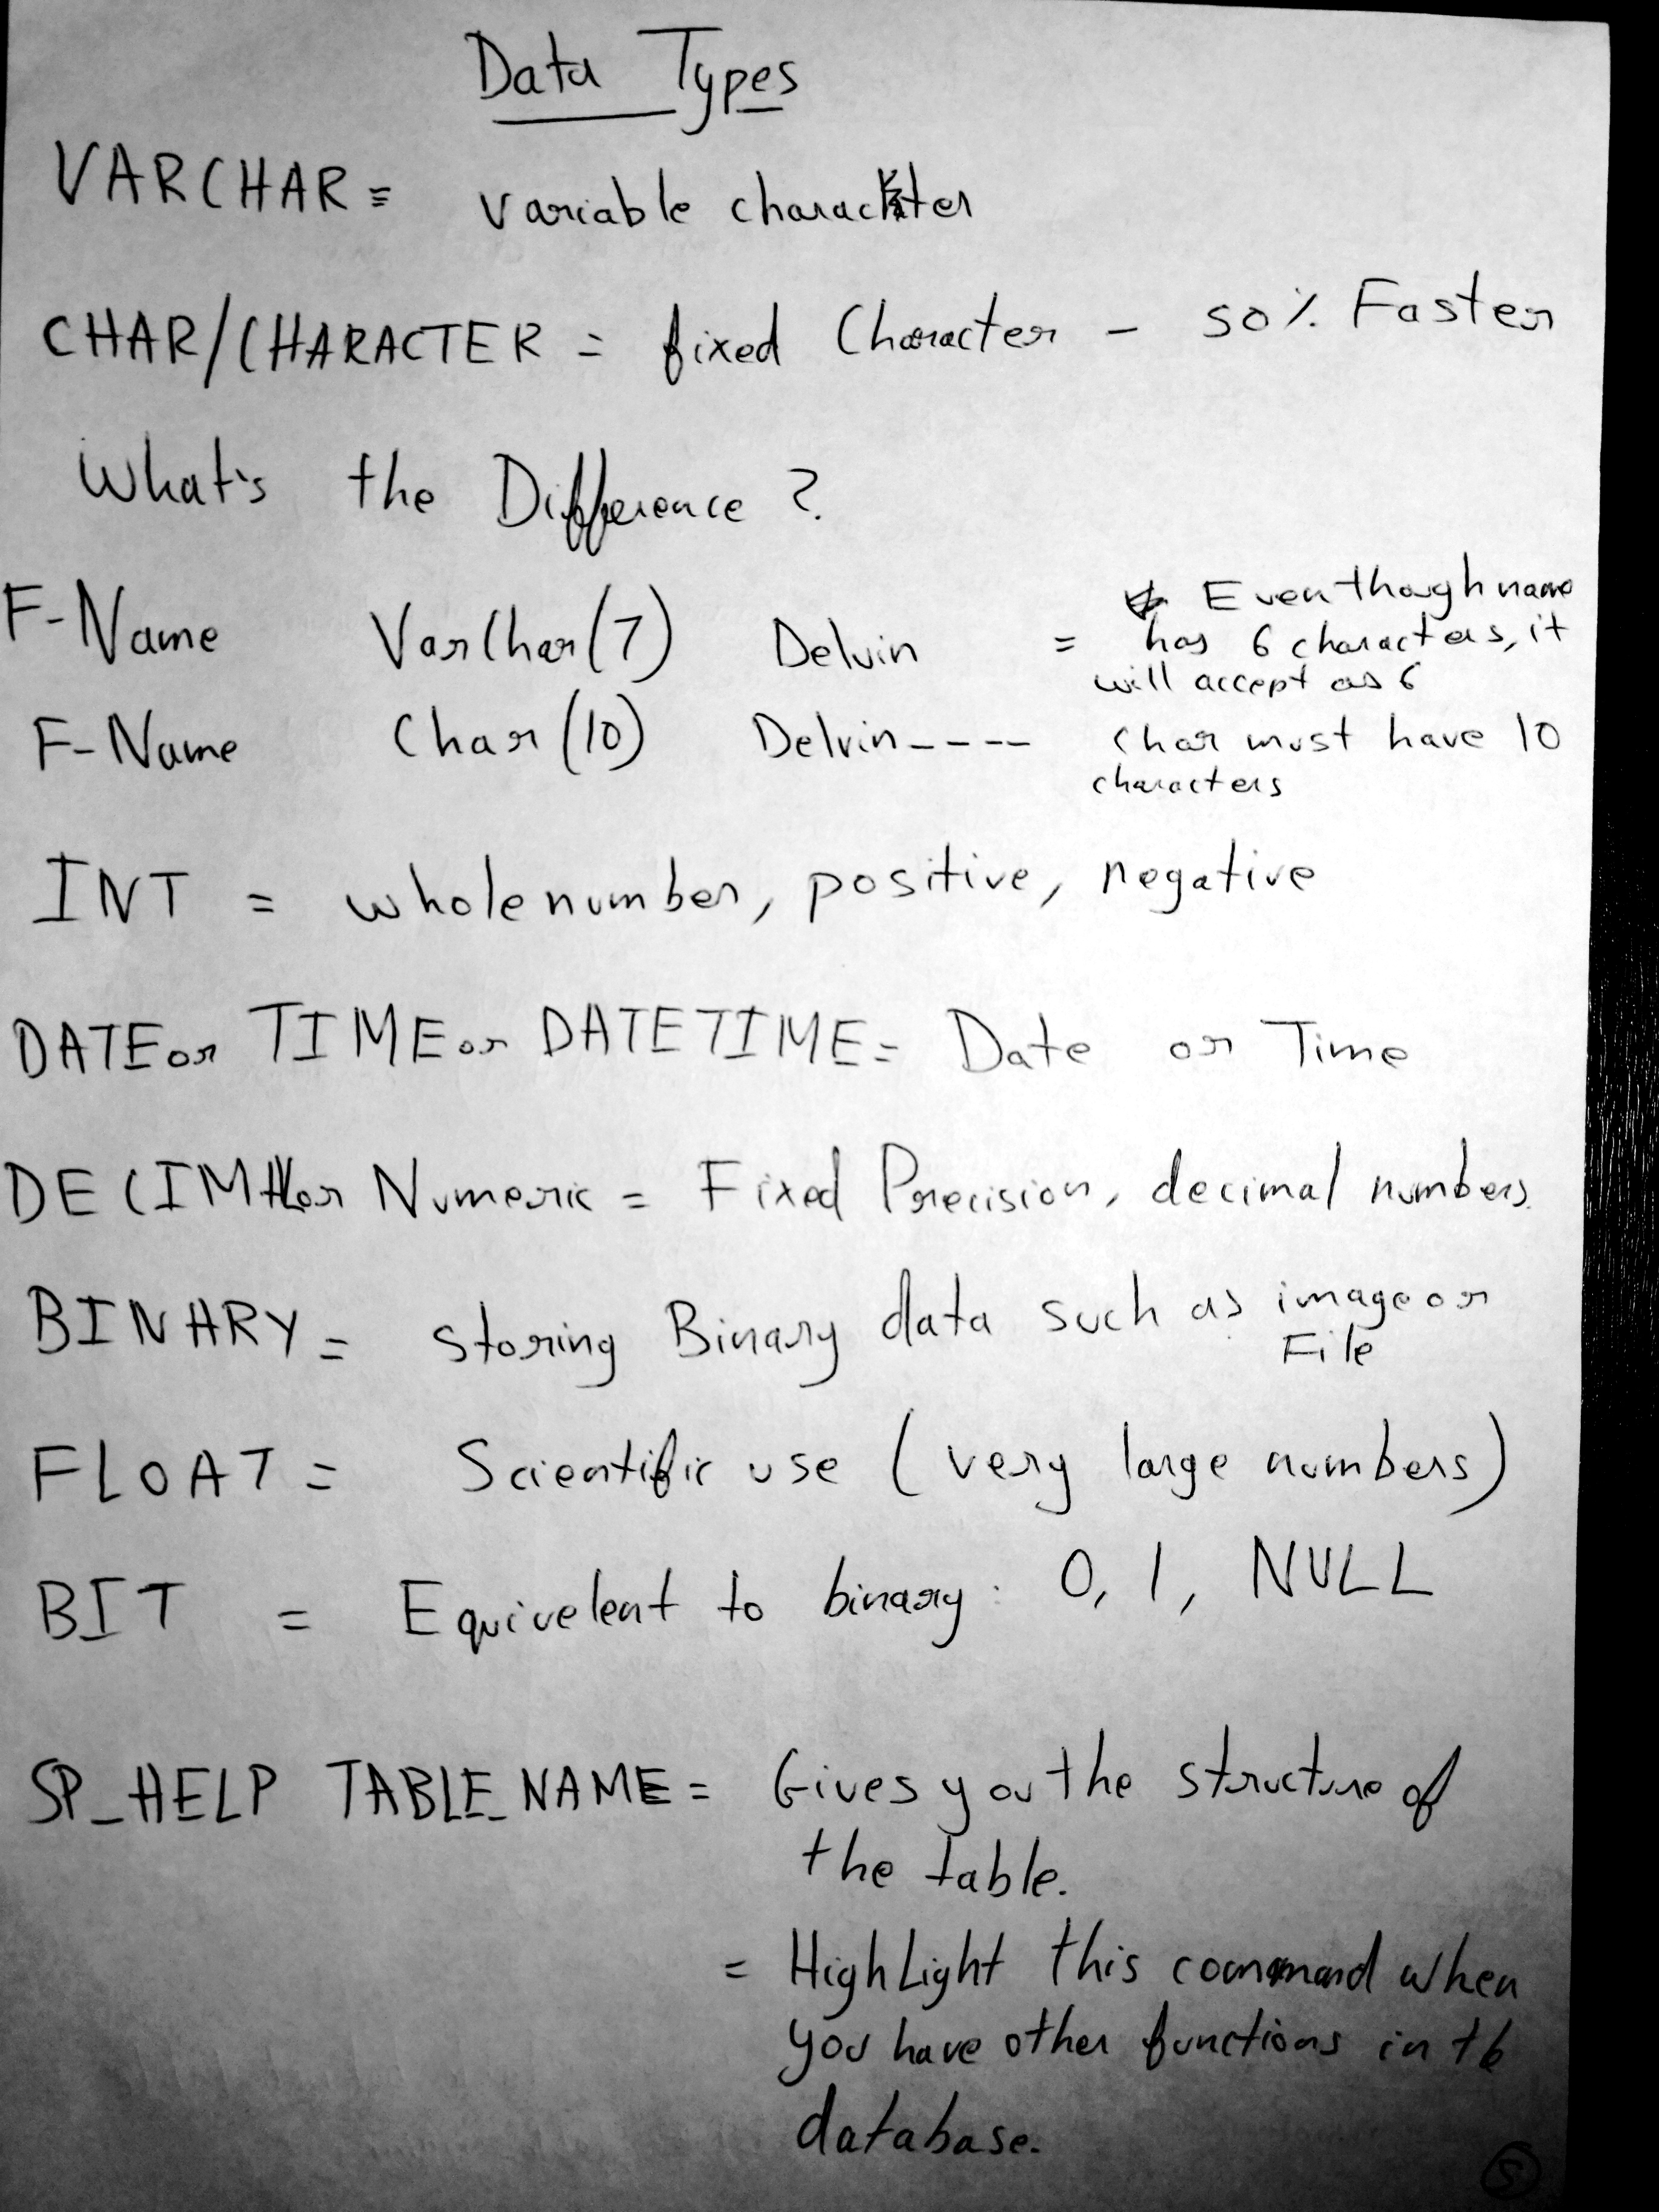 Data Types
VARCHAR = variable character
CHAR/CHARACTER = fixed Character - 50% Faster
What's the Difference?
F-Name VarChar(7) Delvin = Eventhough name
has 6 characters, it
will accept as 6
F-Name Char(10) Delvin---- Char must have 10
characters
INT = whole number, positive, negative
DATE or TIME or DATETIME = Date or Time
DECIMAL or Numeric = Fixed Precision, decimal numbers.
BINARY = storing Binary data such as image or
File
FLOAT = Scientific use (very large numbers)
BIT = Equivelent to binary: 0, 1, NULL
SP_HELP TABLE_NAME = Gives you the structure of
the table.
= HighLight this command when
you have other functions in the
database.
5